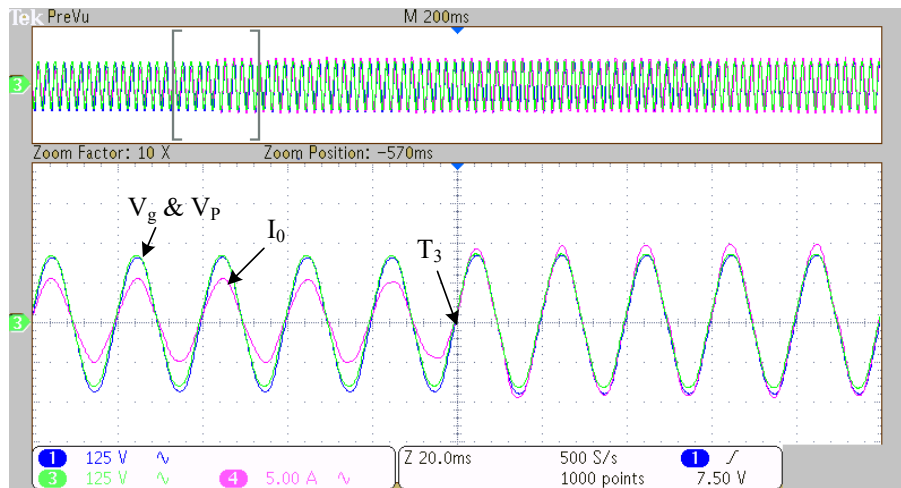 Tek PreVu M 200ms
3
Zoom Factor: 10 X Zoom Position: -570ms
Vg & VP
I0
T3
3
1 125 V ∿ Z 20.0ms 500 S/s 1 ∫
3 125 V ∿ 4 5.00 A ∿ 1000 points 7.50 V